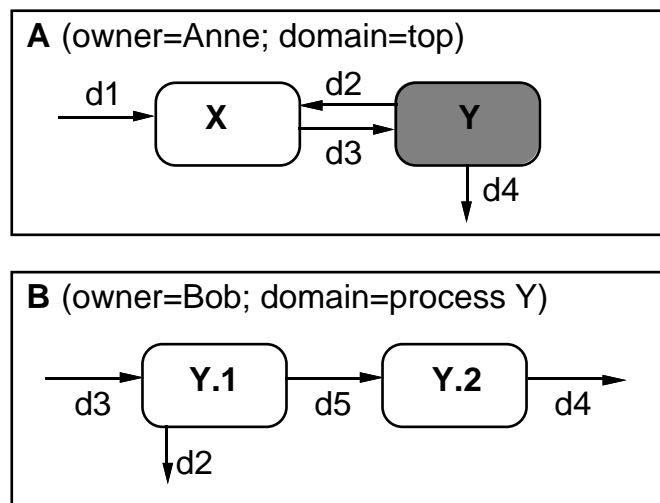 A (owner=Anne; domain=top)
d1
X
d2
d3
Y
d4
B (owner=Bob; domain=process Y)
d3
Y.1
d2
d5
Y.2
d4